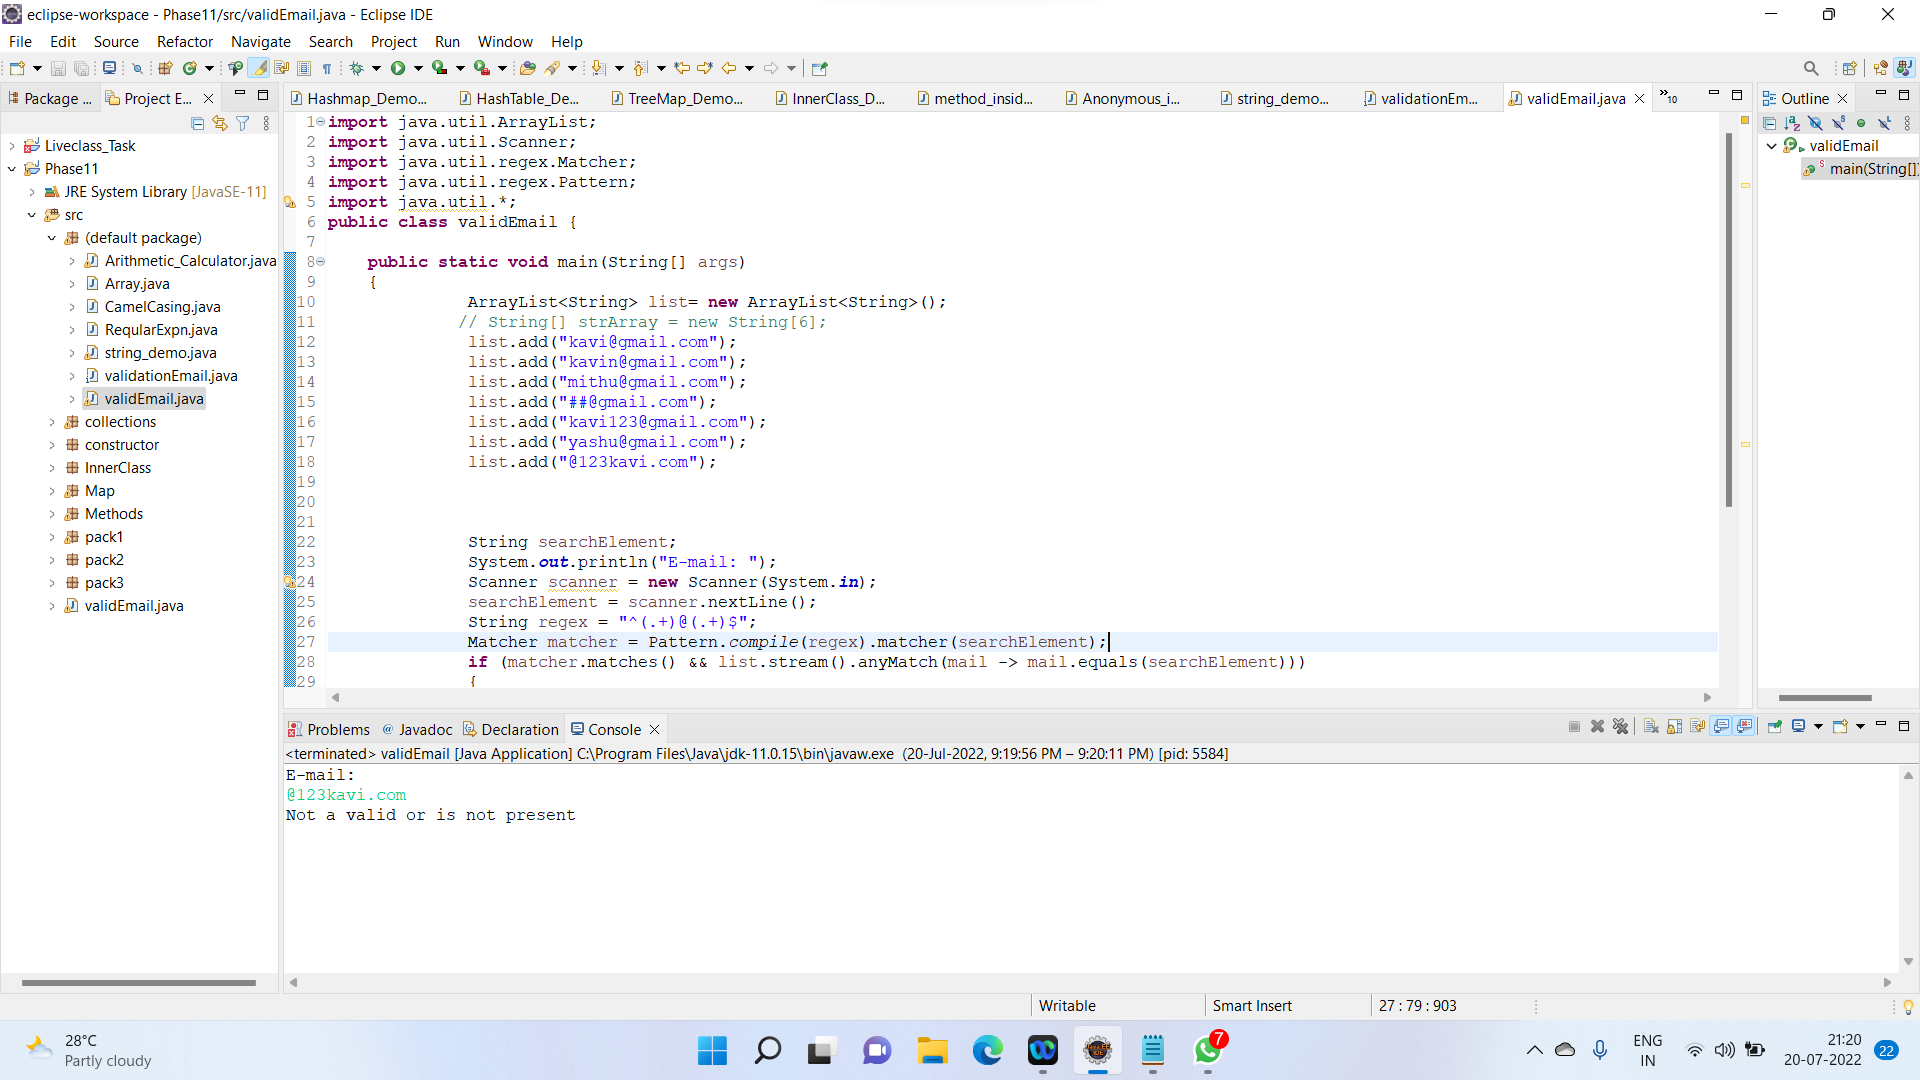 eclipse-workspace - Phase11/src/validEmail.java - Eclipse IDE
File Edit Source Refactor Navigate Search Project Run Window Help
Package ... Project E...
Hashmap_Demo... HashTable_De... TreeMap_Demo... InnerClass_D... method_insid... Anonymous_i... string_demo... validationEm... validEmail.java »10
Outline
Liveclass_Task
Phase11
JRE System Library [JavaSE-11]
src
(default package)
Arithmetic_Calculator.java
Array.java
CamelCasing.java
ReqularExpn.java
string_demo.java
validationEmail.java
validEmail.java
collections
constructor
InnerClass
Map
Methods
pack1
pack2
pack3
validEmail.java
1 import java.util.ArrayList;
2 import java.util.Scanner;
3 import java.util.regex.Matcher;
4 import java.util.regex.Pattern;
5 import java.util.*;
6 public class validEmail {
7
8 public static void main(String[] args)
9 {
10 ArrayList<String> list= new ArrayList<String>();
11 // String[] strArray = new String[6];
12 list.add("kavi@gmail.com");
13 list.add("kavin@gmail.com");
14 list.add("mithu@gmail.com");
15 list.add("##@gmail.com");
16 list.add("kavi123@gmail.com");
17 list.add("yashu@gmail.com");
18 list.add("@123kavi.com");
19
20
21
22 String searchElement;
23 System.out.println("E-mail: ");
24 Scanner scanner = new Scanner(System.in);
25 searchElement = scanner.nextLine();
26 String regex = "^(.+)@(.+)$";
27 Matcher matcher = Pattern.compile(regex).matcher(searchElement);
28 if (matcher.matches() && list.stream().anyMatch(mail -> mail.equals(searchElement)))
29 {
validEmail
main(String[]
Problems @ Javadoc Declaration Console
<terminated> validEmail [Java Application] C:\Program Files\Java\jdk-11.0.15\bin\javaw.exe (20-Jul-2022, 9:19:56 PM – 9:20:11 PM) [pid: 5584]
E-mail:
@123kavi.com
Not a valid or is not present
Writable Smart Insert 27 : 79 : 903
28°C
Partly cloudy
7
ENG
IN
21:20
20-07-2022
22